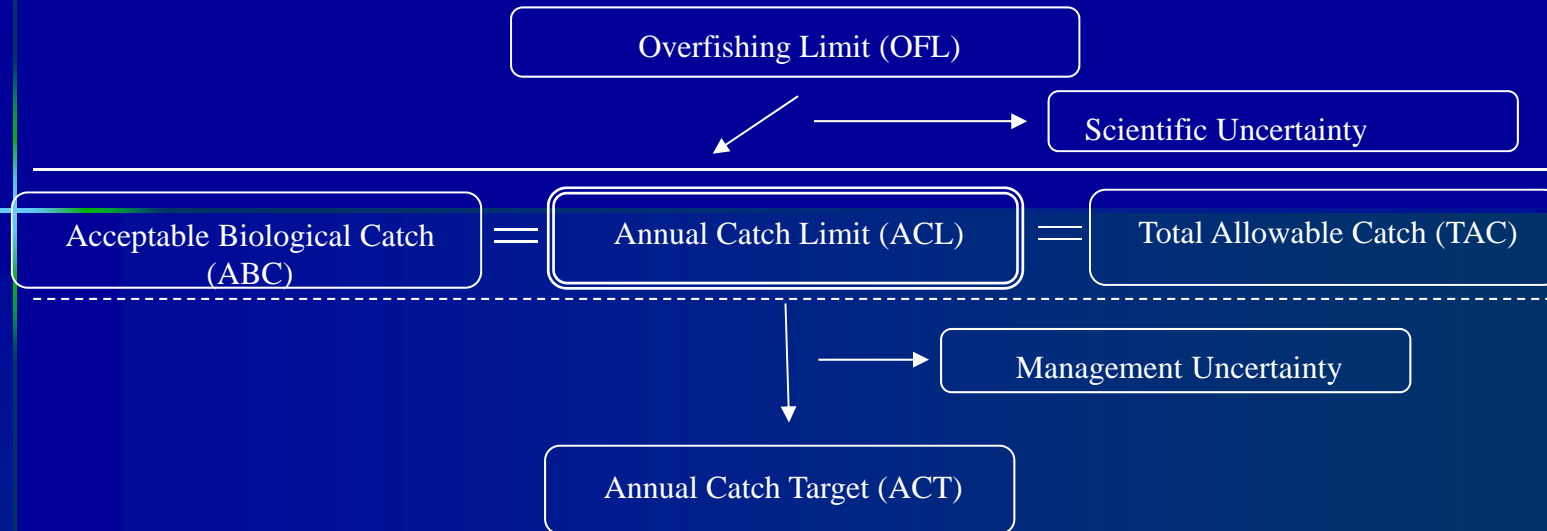 Overfishing Limit (OFL)
Scientific Uncertainty
Acceptable Biological Catch
(ABC)
=
Annual Catch Limit (ACL)
=
Total Allowable Catch (TAC)
Management Uncertainty
Annual Catch Target (ACT)